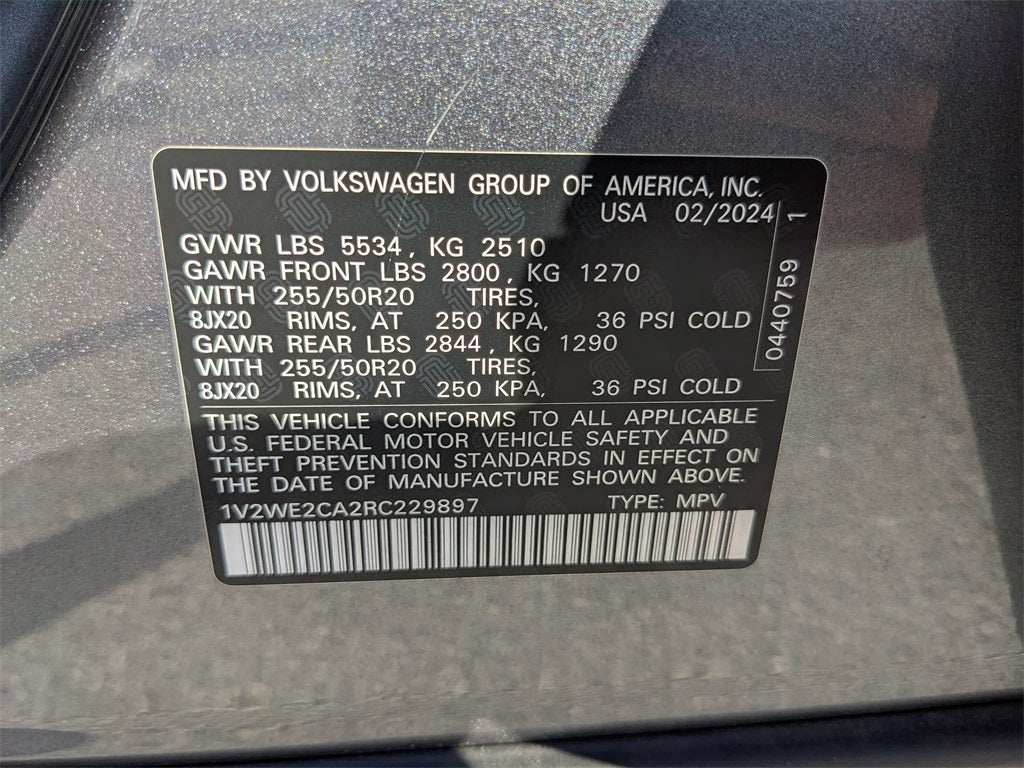 MFD BY VOLKSWAGEN GROUP OF AMERICA, INC.
USA 02/2024
GVWR LBS 5534, KG 2510
GAWR FRONT LBS 2800, KG 1270
WITH 255/50R20 TIRES,
8JX20 RIMS, AT 250 KPA, 36 PSI COLD
GAWR REAR LBS 2844, KG 1290
WITH 255/50R20 TIRES,
8JX20 RIMS, AT 250 KPA, 36 PSI COLD
0440759 1
THIS VEHICLE CONFORMS TO ALL APPLICABLE
U.S. FEDERAL MOTOR VEHICLE SAFETY AND
THEFT PREVENTION STANDARDS IN EFFECT ON
THE DATE OF MANUFACTURE SHOWN ABOVE.
1V2WE2CA2RC229897 TYPE: MPV